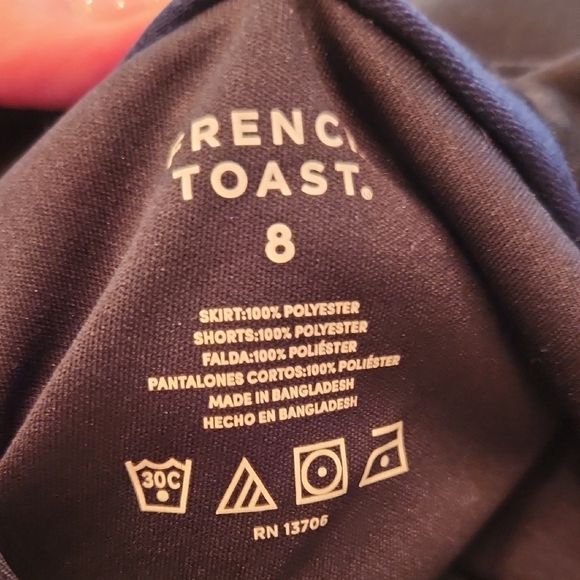 FRENCH
TOAST.
8
SKIRT:100% POLYESTER
SHORTS:100% POLYESTER
FALDA:100% POLIÉSTER
PANTALONES CORTOS:100% POLIÉSTER
MADE IN BANGLADESH
HECHO EN BANGLADESH
30C
RN 13706